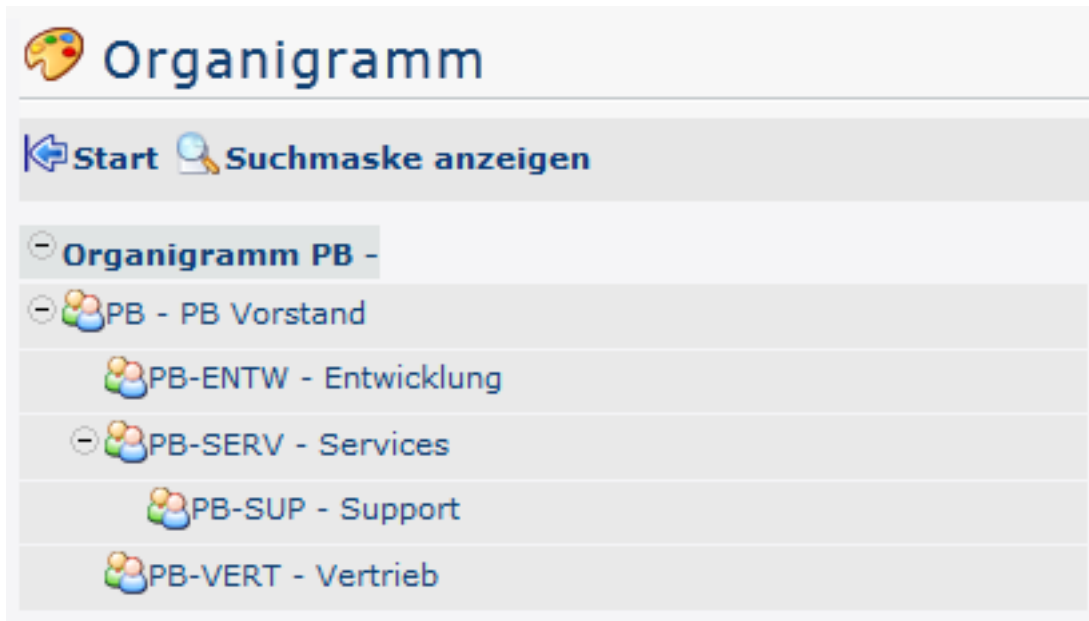 Organigramm
Start Suchmaske anzeigen
Organigramm PB -
PB - PB Vorstand
PB-ENTW - Entwicklung
PB-SERV - Services
PB-SUP - Support
PB-VERT - Vertrieb